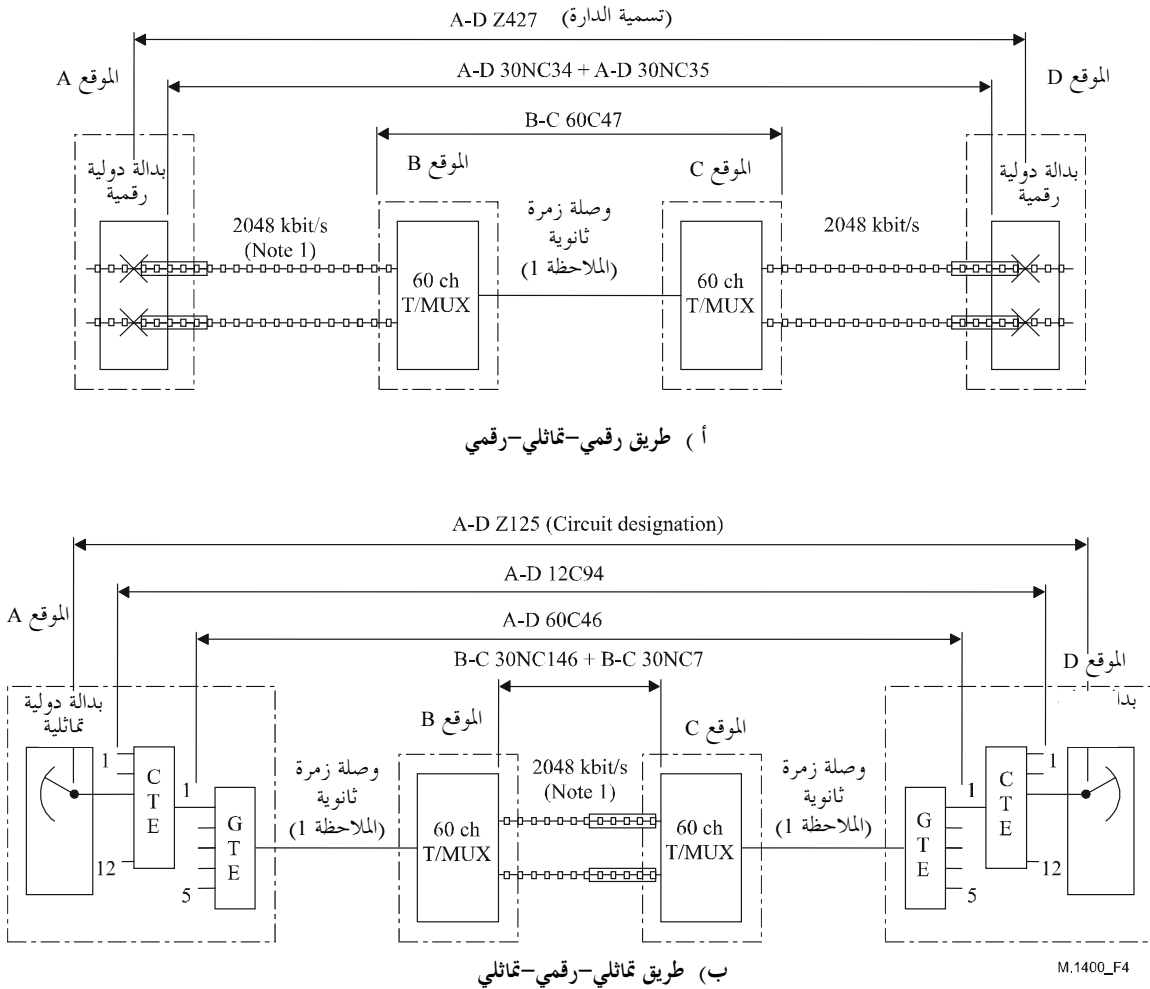 A-D Z427 (تسمية الدارة)
الموقع A
A-D 30NC34 + A-D 30NC35
الموقع D
B-C 60C47
بدالة دولية
رقمية
الموقع B
الموقع C
بدالة دولية
رقمية
2048 kbit/s
(Note 1)
وصلة زمرة
ثانوية
(الملاحظة 1)
2048 kbit/s
60 ch
T/MUX
60 ch
T/MUX
أ ) طريق رقمي-تماثلي-رقمي
A-D Z125 (Circuit designation)
A-D 12C94
الموقع A
A-D 60C46
الموقع D
B-C 30NC146 + B-C 30NC7
بدالة دولية
تماثلية
الموقع B
الموقع C
1
12
C
T
E
1
5
G
T
E
وصلة زمرة
ثانوية
(الملاحظة 1)
60 ch
T/MUX
2048 kbit/s
(Note 1)
60 ch
T/MUX
وصلة زمرة
ثانوية
(الملاحظة 1)
G
T
E
1
5
C
T
E
1
12
ب) طريق تماثلي-رقمي-تماثلي
M.1400_F4